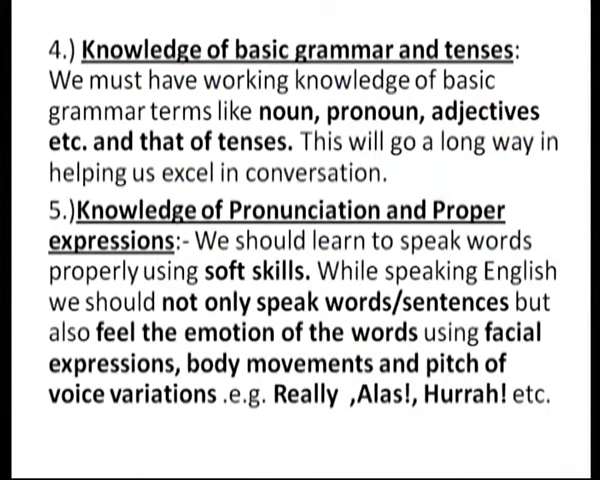 4.) Knowledge of basic grammar and tenses:
We must have working knowledge of basic
grammar terms like noun, pronoun, adjectives
etc. and that of tenses. This will go a long way in
helping us excel in conversation.
5.)Knowledge of Pronunciation and Proper
expressions:- We should learn to speak words
properly using soft skills. While speaking English
we should not only speak words/sentences but
also feel the emotion of the words using facial
expressions, body movements and pitch of
voice variations .e.g. Really ,Alas!, Hurrah! etc.